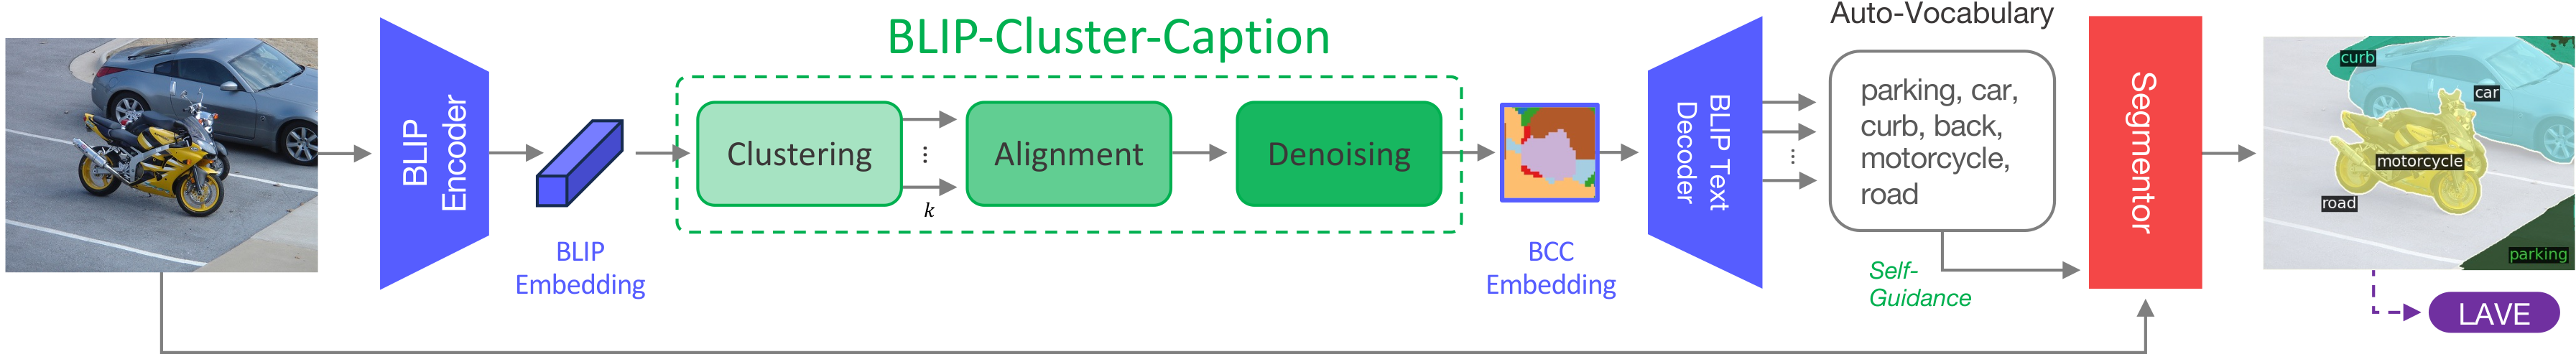 BLIP-Cluster-Caption
BLIP
Encoder
BLIP
Embedding
Clustering
⋮
k
Alignment
Denoising
BCC
Embedding
BLIP Text
Decoder
⋮
Auto-Vocabulary
parking, car,
curb, back,
motorcycle,
road
Self-
Guidance
Segmentor
curb
car
motorcycle
road
parking
LAVE